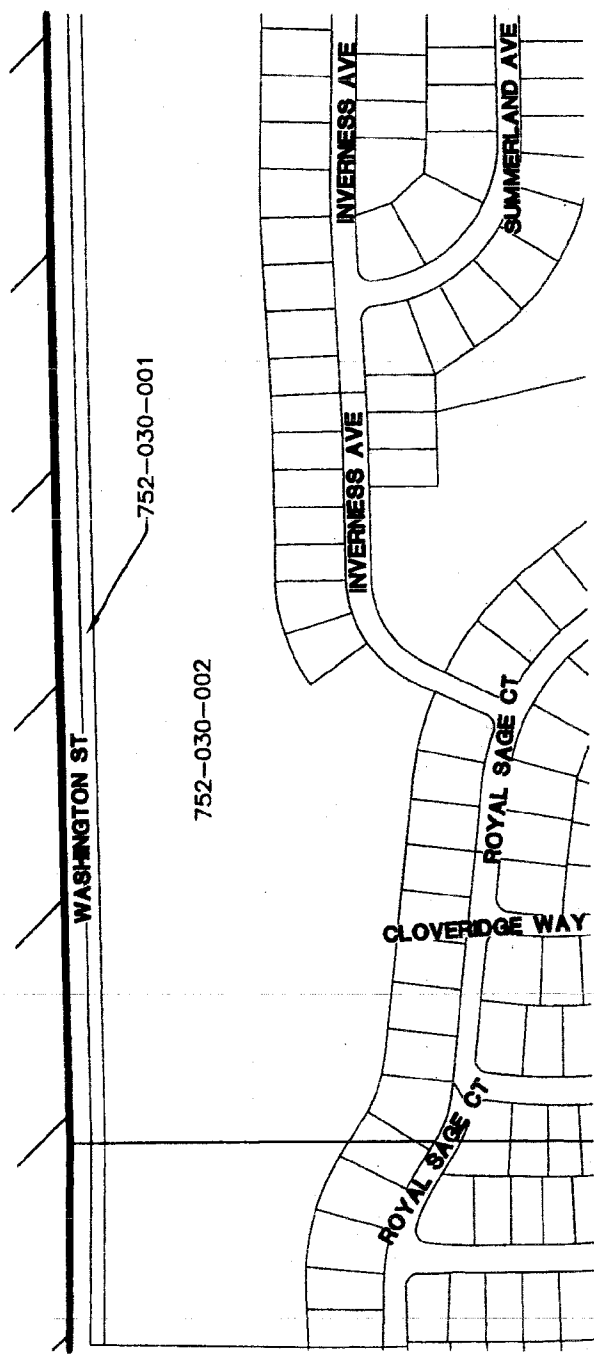 INVERNESS AVE
SUMMERLAND AVE
752-030-001
INVERNESS AVE
752-030-002
WASHINGTON ST
ROYAL SAGE CT
CLOVERIDGE WAY
ROYAL SAGE CT